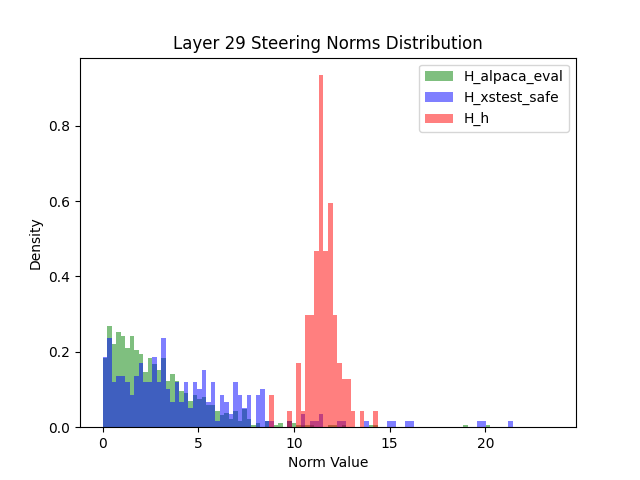 Layer 29 Steering Norms Distribution
H_alpaca_eval
H_xstest_safe
H_h
Density
0.8
0.6
0.4
0.2
0.0
0 5 10 15 20
Norm Value